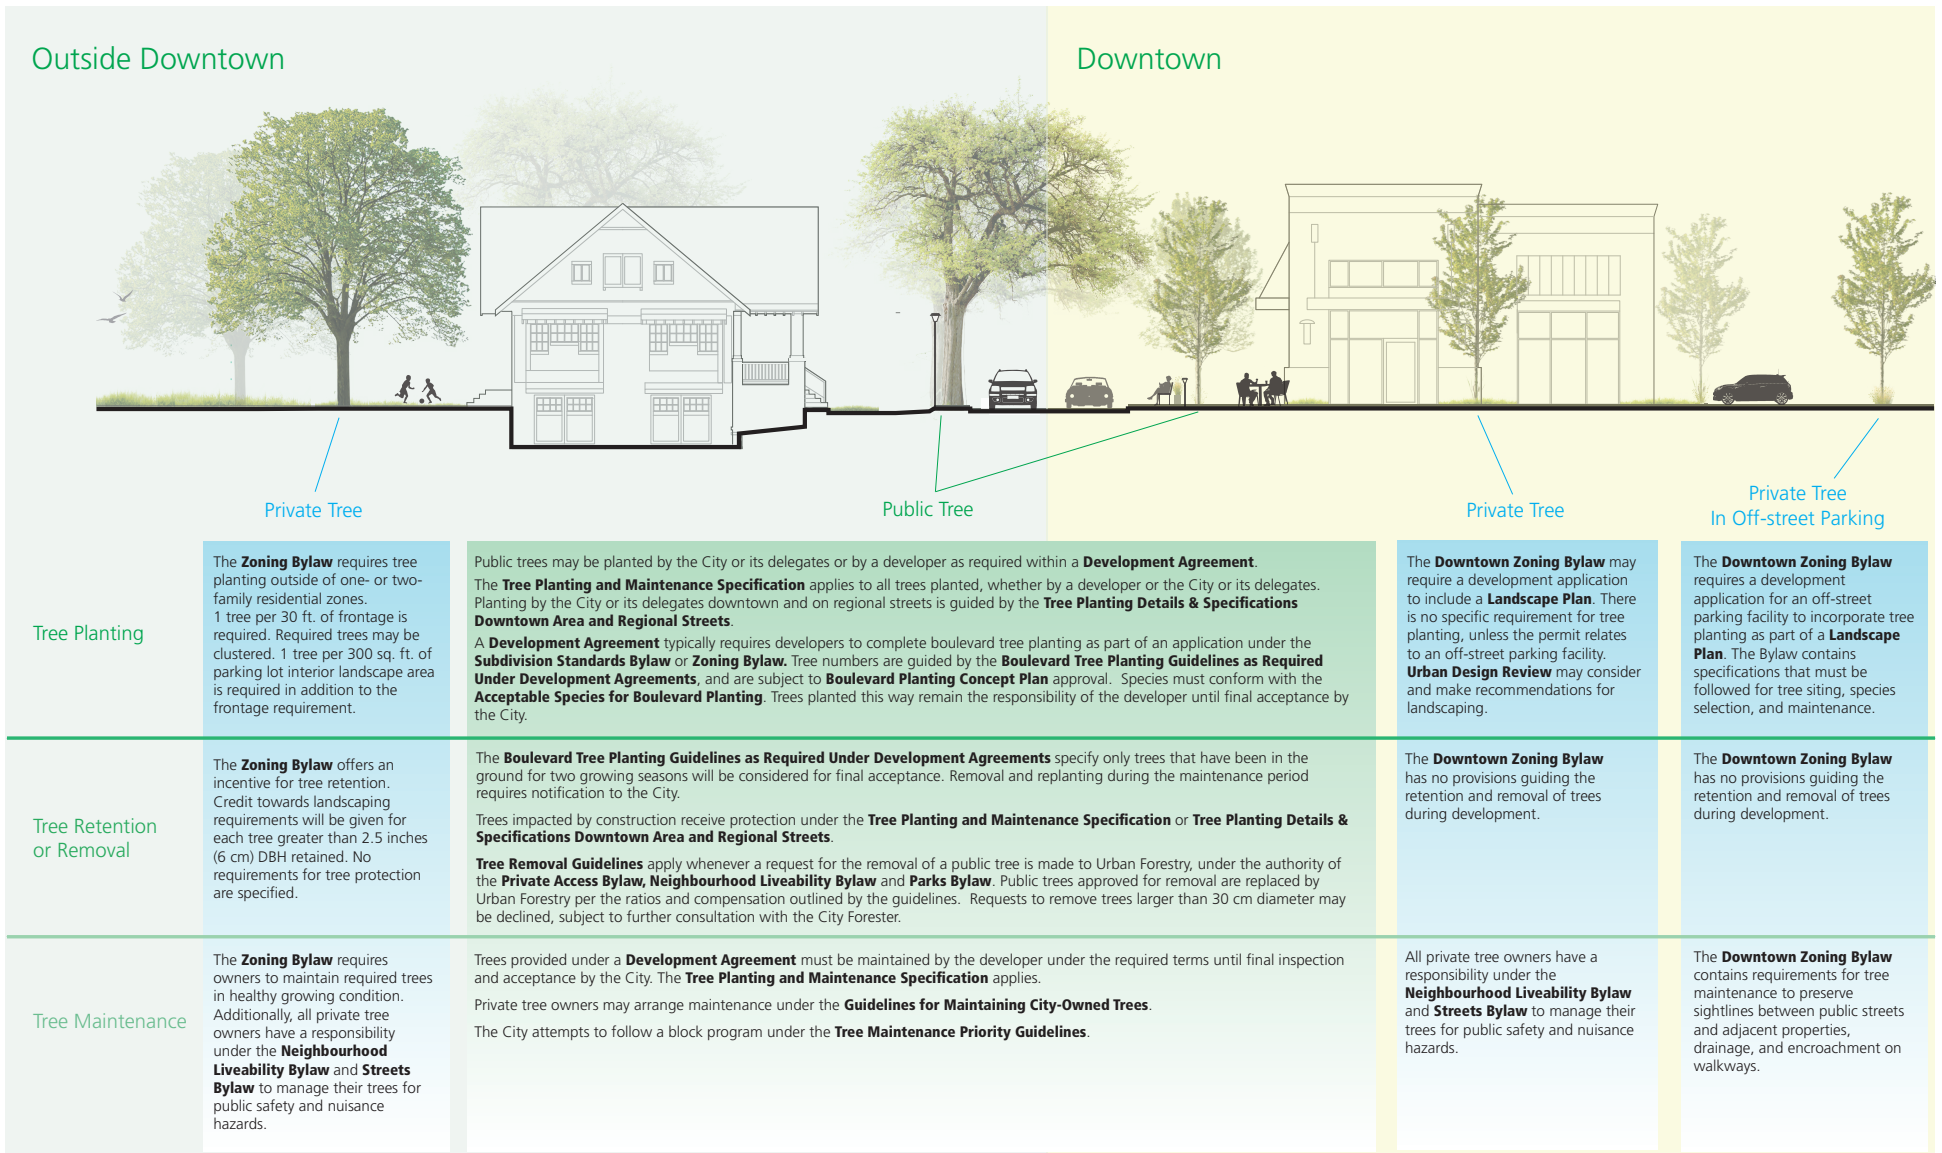 Outside Downtown
Downtown
Private Tree
Public Tree
Private Tree
Private Tree
In Off-street Parking
Tree Planting
The Zoning Bylaw requires tree
planting outside of one- or two-
family residential zones.
1 tree per 30 ft. of frontage is
required. Required trees may be
clustered. 1 tree per 300 sq. ft. of
parking lot interior landscape area
is required in addition to the
frontage requirement.
Public trees may be planted by the City or its delegates or by a developer as required within a Development Agreement.
The Tree Planting and Maintenance Specification applies to all trees planted, whether by a developer or the City or its delegates.
Planting by the City or its delegates downtown and on regional streets is guided by the Tree Planting Details & Specifications
Downtown Area and Regional Streets.
A Development Agreement typically requires developers to complete boulevard tree planting as part of an application under the
Subdivision Standards Bylaw or Zoning Bylaw. Tree numbers are guided by the Boulevard Tree Planting Guidelines as Required
Under Development Agreements, and are subject to Boulevard Planting Concept Plan approval. Species must conform with the
Acceptable Species for Boulevard Planting. Trees planted this way remain the responsibility of the developer until final acceptance by
the City.
The Downtown Zoning Bylaw may
require a development application
to include a Landscape Plan. There
is no specific requirement for tree
planting, unless the permit relates
to an off-street parking facility.
Urban Design Review may consider
and make recommendations for
landscaping.
The Downtown Zoning Bylaw
requires a development
application for an off-street
parking facility to incorporate tree
planting as part of a Landscape
Plan. The Bylaw contains
specifications that must be
followed for tree siting, species
selection, and maintenance.
Tree Retention
or Removal
The Zoning Bylaw offers an
incentive for tree retention.
Credit towards landscaping
requirements will be given for
each tree greater than 2.5 inches
(6 cm) DBH retained. No
requirements for tree protection
are specified.
The Boulevard Tree Planting Guidelines as Required Under Development Agreements specify only trees that have been in the
ground for two growing seasons will be considered for final acceptance. Removal and replanting during the maintenance period
requires notification to the City.
Trees impacted by construction receive protection under the Tree Planting and Maintenance Specification or Tree Planting Details &
Specifications Downtown Area and Regional Streets.
Tree Removal Guidelines apply whenever a request for the removal of a public tree is made to Urban Forestry, under the authority of
the Private Access Bylaw, Neighbourhood Liveability Bylaw and Parks Bylaw. Public trees approved for removal are replaced by
Urban Forestry per the ratios and compensation outlined by the guidelines. Requests to remove trees larger than 30 cm diameter may
be declined, subject to further consultation with the City Forester.
The Downtown Zoning Bylaw
has no provisions guiding the
retention and removal of trees
during development.
The Downtown Zoning Bylaw
has no provisions guiding the
retention and removal of trees
during development.
Tree Maintenance
The Zoning Bylaw requires
owners to maintain required trees
in healthy growing condition.
Additionally, all private tree
owners have a responsibility
under the Neighbourhood
Liveability Bylaw and Streets
Bylaw to manage their trees for
public safety and nuisance
hazards.
Trees provided under a Development Agreement must be maintained by the developer under the required terms until final inspection
and acceptance by the City. The Tree Planting and Maintenance Specification applies.
Private tree owners may arrange maintenance under the Guidelines for Maintaining City-Owned Trees.
The City attempts to follow a block program under the Tree Maintenance Priority Guidelines.
All private tree owners have a
responsibility under the
Neighbourhood Liveability Bylaw
and Streets Bylaw to manage their
trees for public safety and nuisance
hazards.
The Downtown Zoning Bylaw
contains requirements for tree
maintenance to preserve
sightlines between public streets
and adjacent properties,
drainage, and encroachment on
walkways.